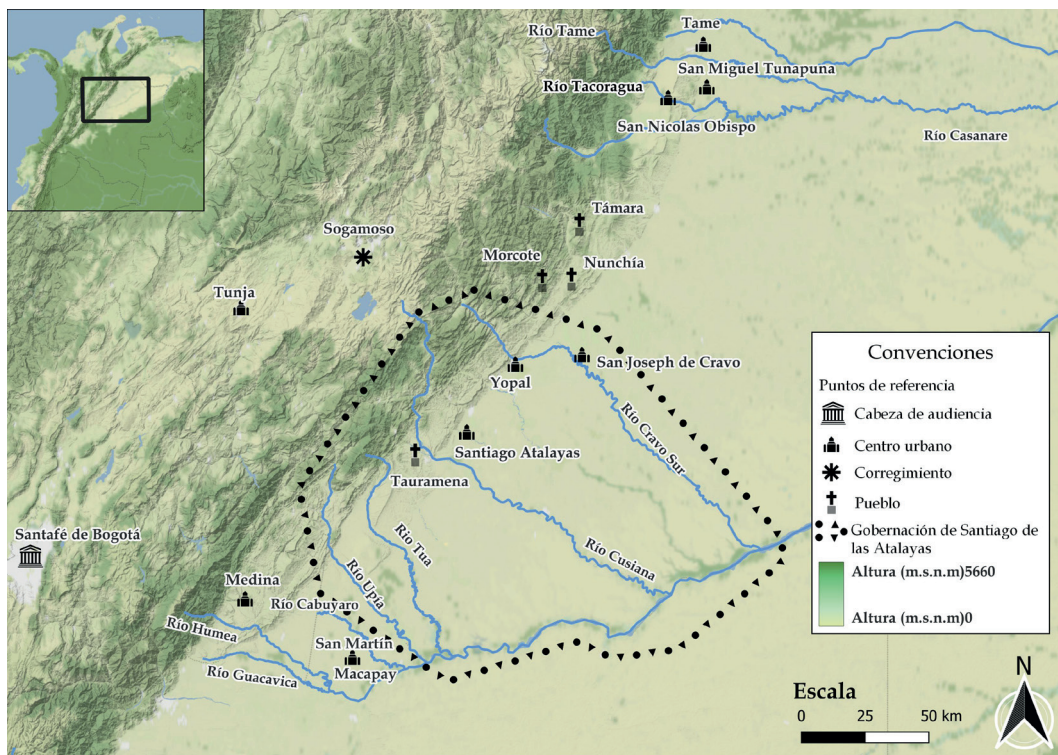 Tame
Río Tame
San Miguel Tunapuna
Río Tacoragua
San Nicolas Obispo
Río Casanare
Támara
Sogamoso
Morcote
Nunchía
Tunja
San Joseph de Cravo
Yopal
Río Cravo Sur
Santiago Atalayas
Tauramena
Santafé de Bogotá
Río Tua
Río Cusiana
Río Upía
Medina
Río Cabuyaro
Río Humea
San Martín
Macapay
Río Guacavica
Convenciones
Puntos de referencia
Cabeza de audiencia
Centro urbano
Corregimiento
Pueblo
Gobernación de Santiago de
las Atalayas
Altura (m.s.n.m)5660
Altura (m.s.n.m)0
N
Escala
0 25 50 km